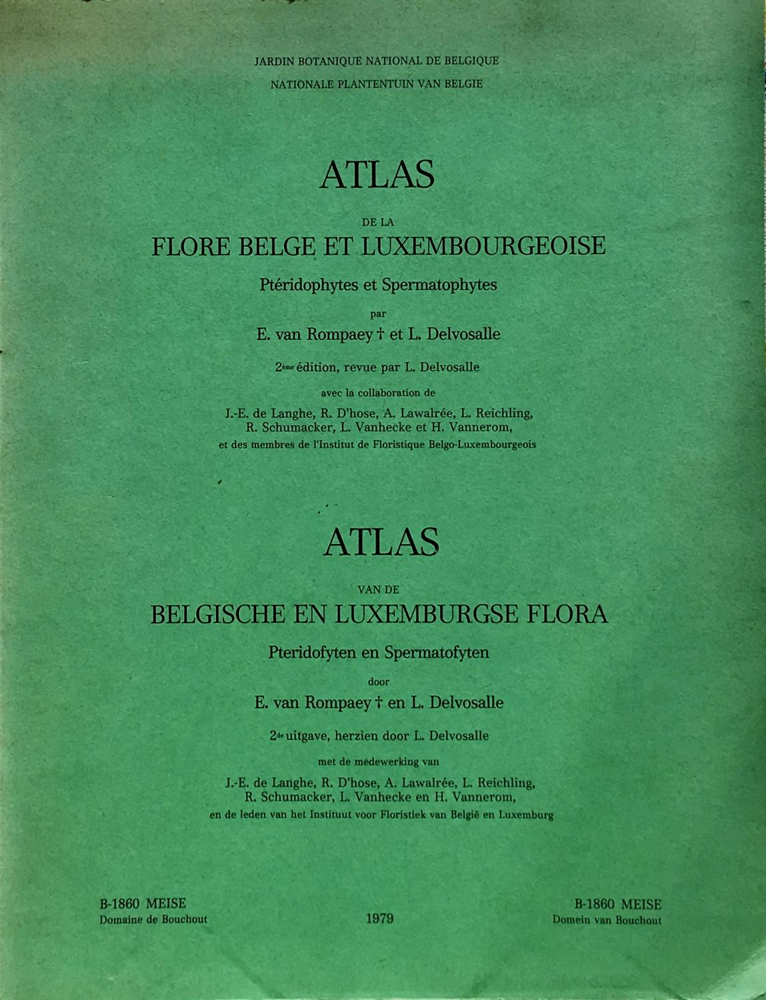 JARDIN BOTANIQUE NATIONAL DE BELGIQUE
NATIONALE PLANTENTUIN VAN BELGIE
ATLAS
DE LA
FLORE BELGE ET LUXEMBOURGEOISE
Ptéridophytes et Spermatophytes
par
E. van Rompaey † et L. Delvosalle
2ème édition, revue par L. Delvosalle
avec la collaboration de
J.-E. de Langhe, R. D'hose, A. Lawalrée, L. Reichling,
R. Schumacker, L. Vanhecke et H. Vannerom,
et des membres de l'Institut de Floristique Belgo-Luxembourgeois
ATLAS
VAN DE
BELGISCHE EN LUXEMBURGSE FLORA
Pteridofyten en Spermatofyten
door
E. van Rompaey † en L. Delvosalle
2de uitgave, herzien door L. Delvosalle
met de medewerking van
J.-E. de Langhe, R. D'hose, A. Lawalrée, L. Reichling,
R. Schumacker, L. Vanhecke en H. Vannerom,
en de leden van het Instituut voor Floristiek van België en Luxemburg
B-1860 MEISE
Domaine de Bouchout
1979
B-1860 MEISE
Domein van Bouchout